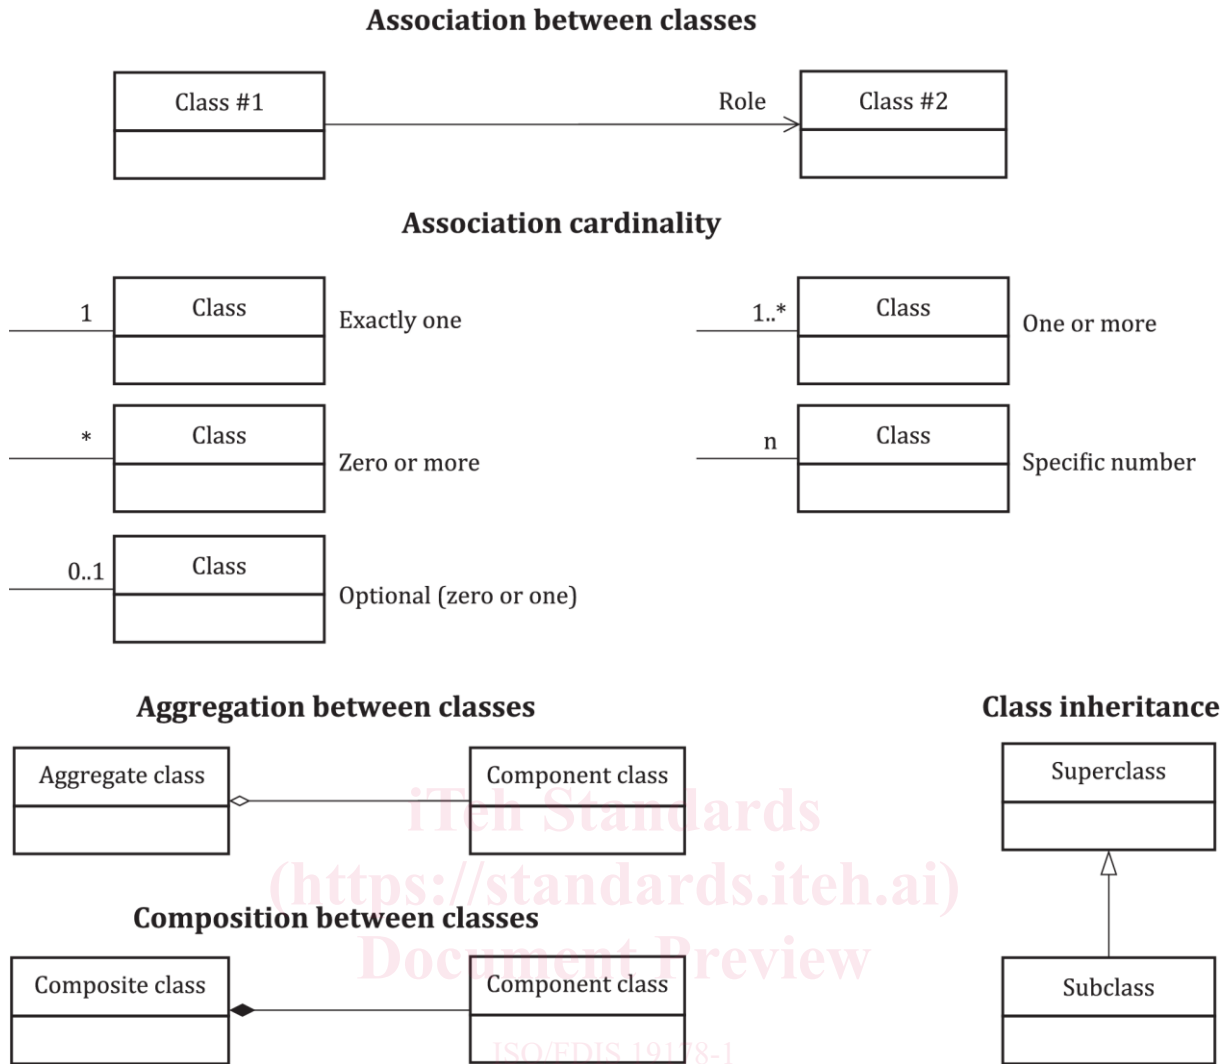 Association between classes
Class #1
Role
Class #2
Association cardinality
1
Class
Exactly one
1..*
Class
One or more
*
Class
Zero or more
n
Class
Specific number
0..1
Class
Optional (zero or one)
Aggregation between classes
Class inheritance
Aggregate class
Component class
Superclass
iTeh Standards
(https://standards.iteh.ai)
Composition between classes
Document Preview
Composite class
Component class
Subclass
ISO/FDIS 19178-1